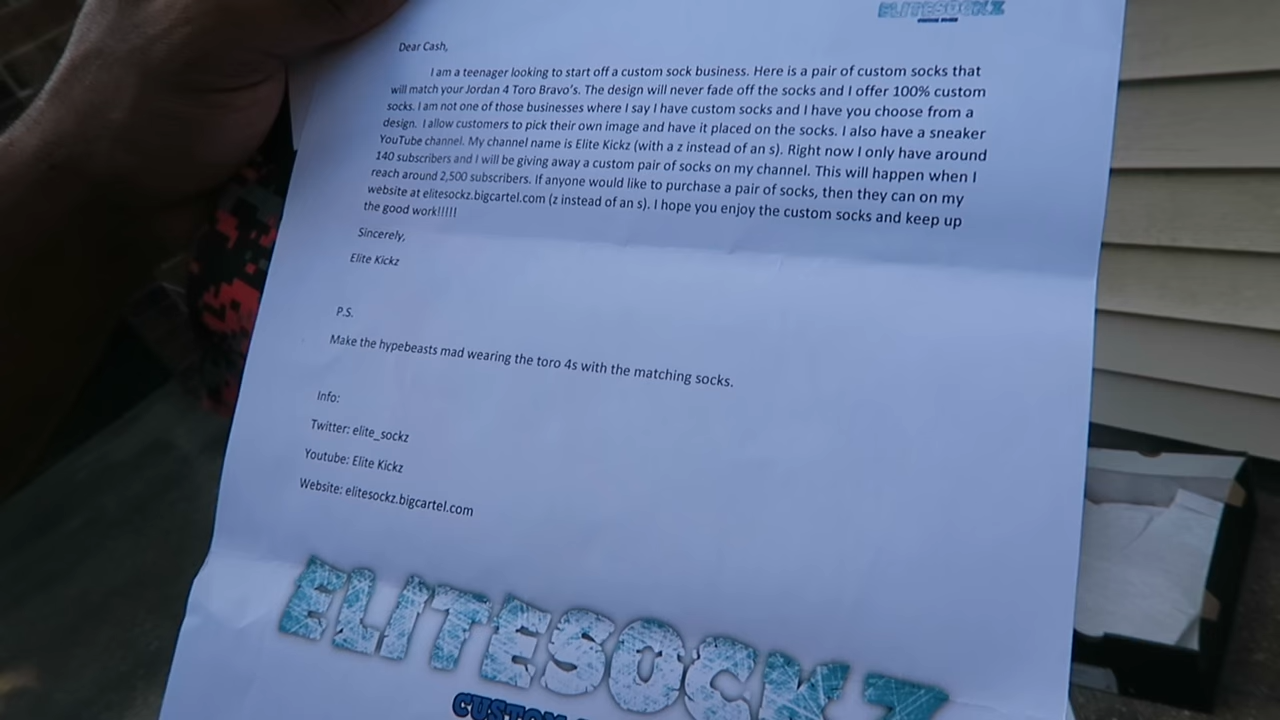 ELITESOCKZ
Dear Cash,
I am a teenager looking to start off a custom sock business. Here is a pair of custom socks that
will match your Jordan 4 Toro Bravo's. The design will never fade off the socks and I offer 100% custom
socks. I am not one of those businesses where I say I have custom socks and I have you choose from a
design. I allow customers to pick their own image and have it placed on the socks. I also have a sneaker
YouTube channel. My channel name is Elite Kickz (with a z instead of an s). Right now I only have around
140 subscribers and I will be giving away a custom pair of socks on my channel. This will happen when I
reach around 2,500 subscribers. If anyone would like to purchase a pair of socks, then they can on my
website at elitesockz.bigcartel.com (z instead of an s). I hope you enjoy the custom socks and keep up
the good work!!!!!
Sincerely,
Elite Kickz
P.S.
Make the hypebeasts mad wearing the toro 4s with the matching socks.
Info:
Twitter: elite_sockz
Youtube: Elite Kickz
Website: elitesockz.bigcartel.com
ELITESOCKZ
CUSTOM